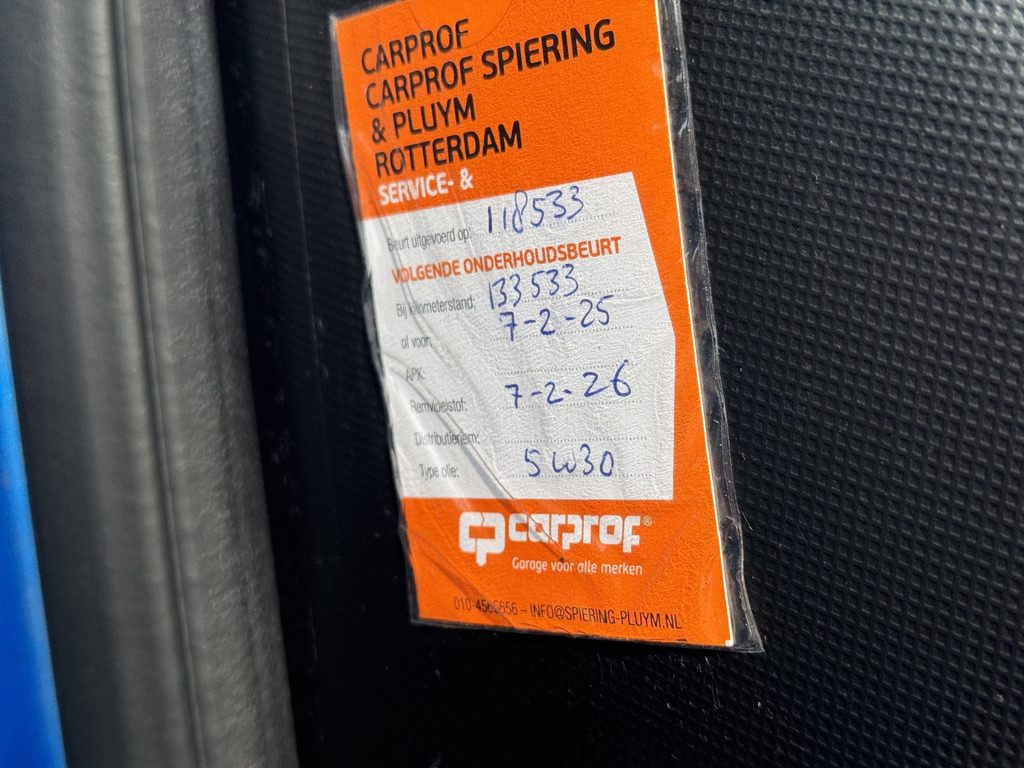 CARPROF
CARPROF SPIERING
& PLUYM
ROTTERDAM
SERVICE- &
Beurt uitgevoerd op: 118533
VOLGENDE ONDERHOUDSBEURT
Bij kilometerstand: 133533
of voor: 7-2-25
APK:
Remvloeistof: 7-2-26
Distributieriem:
Type olie: 5W30
carprof®
Garage voor alle merken
INFO@SPIERING-PLUYM.NL